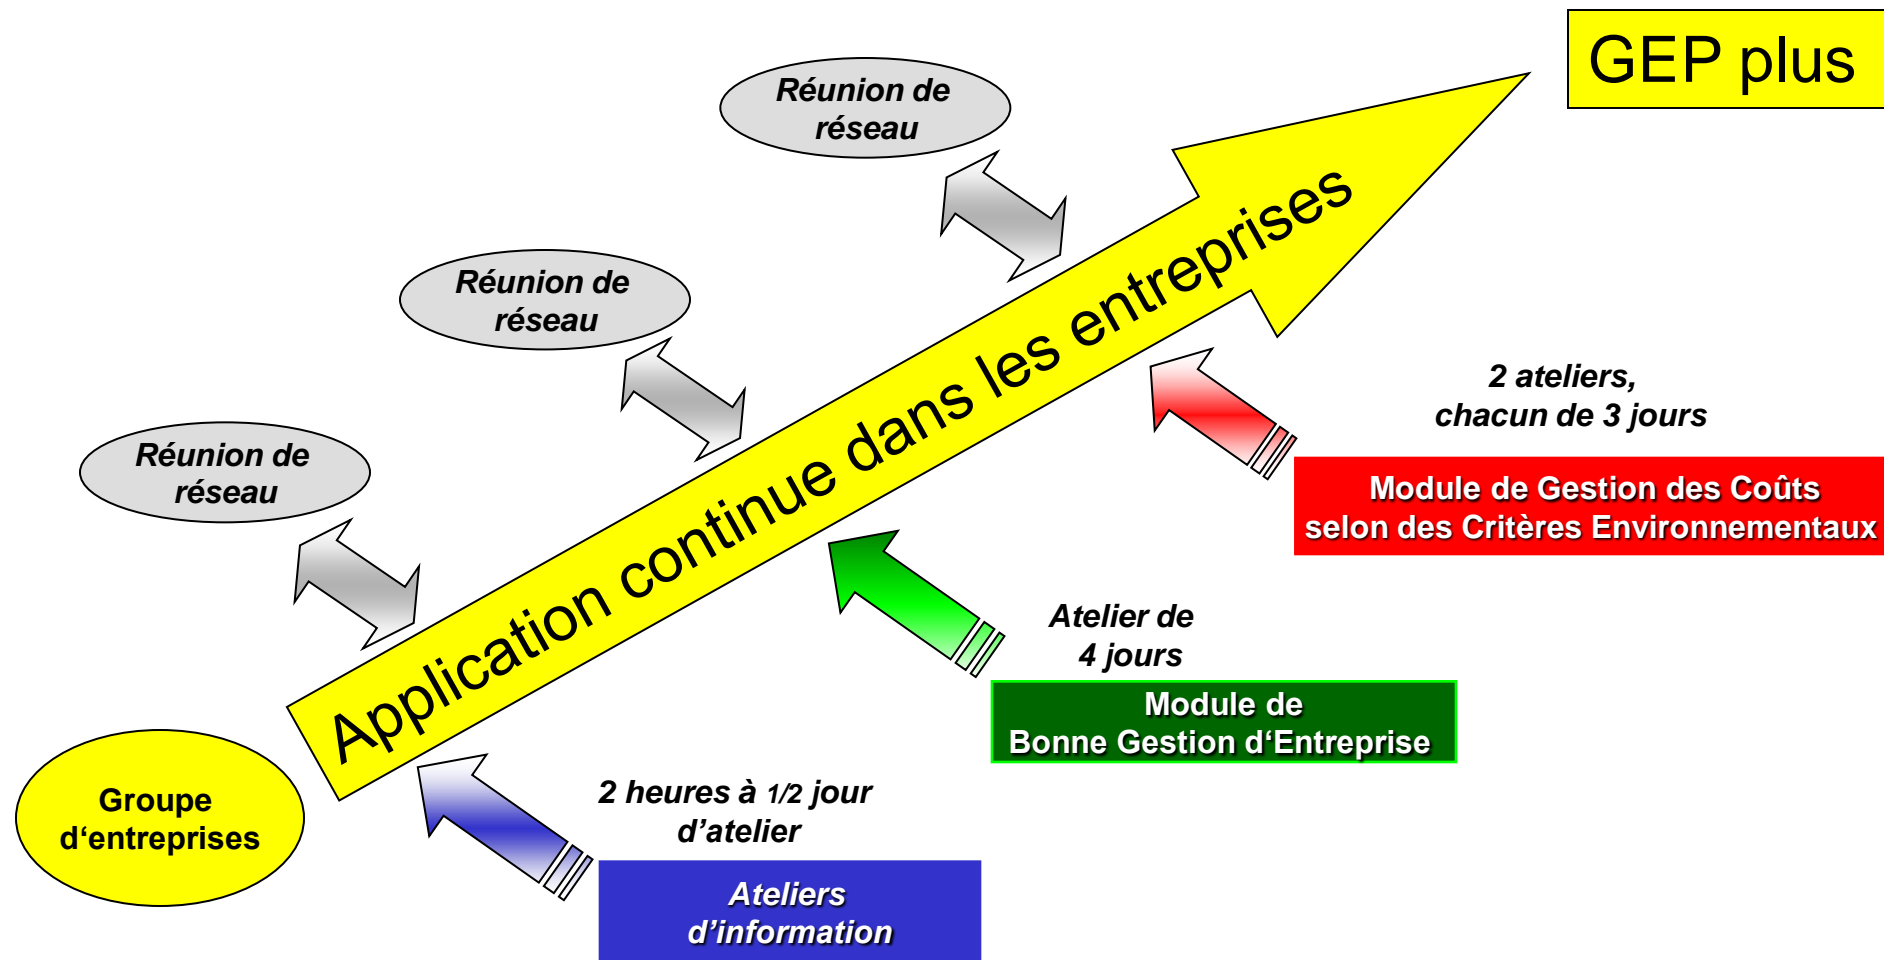 GEP plus
Réunion de
réseau
Réunion de
réseau
Réunion de
réseau
Application continue dans les entreprises
2 ateliers,
chacun de 3 jours
Module de Gestion des Coûts
selon des Critères Environnementaux
Atelier de
4 jours
Module de
Bonne Gestion d‘Entreprise
Groupe
d‘entreprises
2 heures à 1/2 jour
d’atelier
Ateliers
d’information